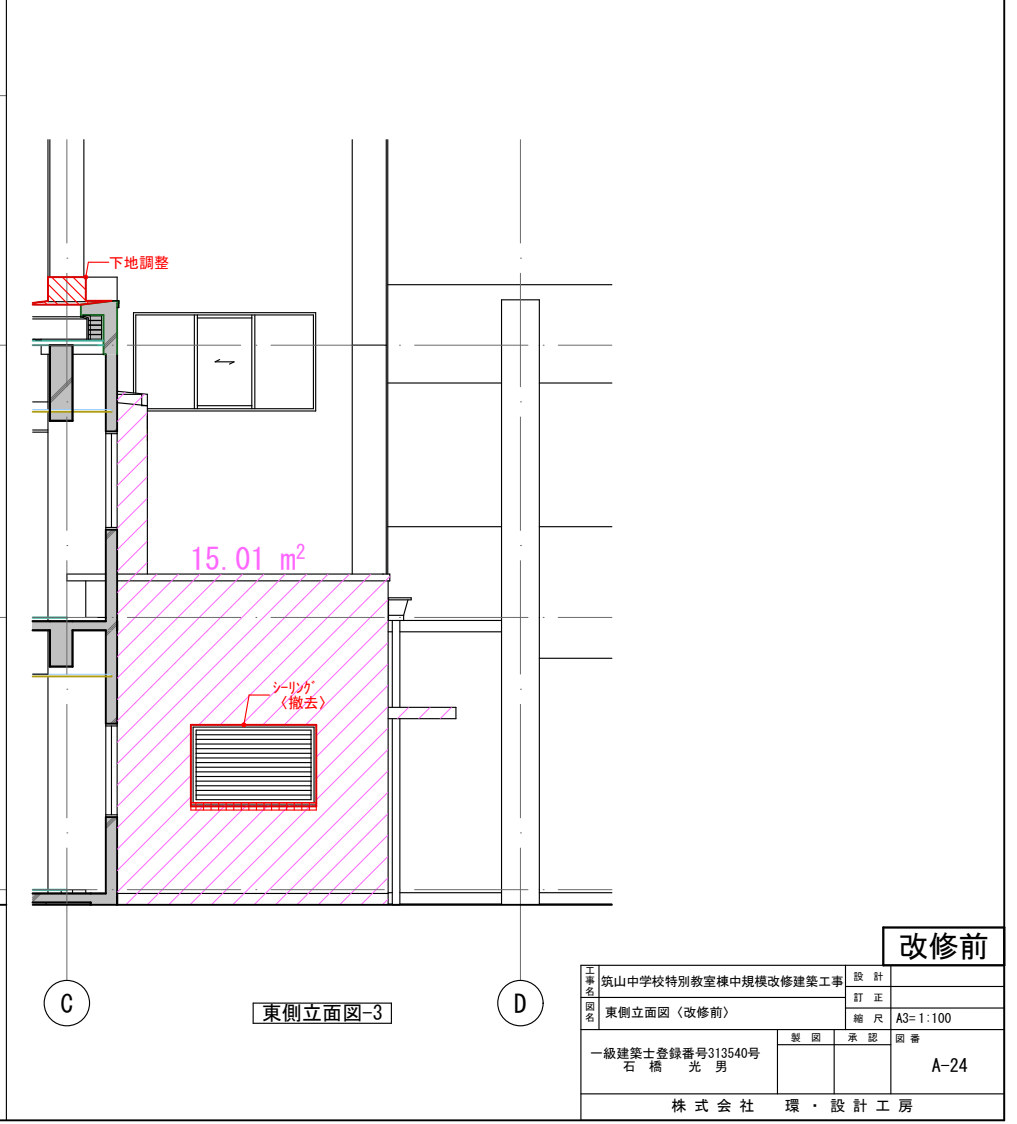 下地調整
15.01 m²
シーリング
〈撤去〉
C
東側立面図-3
D
改修前
工事名
筑山中学校特別教室棟中規模改修建築工事
設計
訂正
図名
東側立面図〈改修前〉
縮尺
A3=1:100
一級建築士登録番号313540号
石橋 光男
製図
承認
図番
A-24
株式会社 環・設計工房